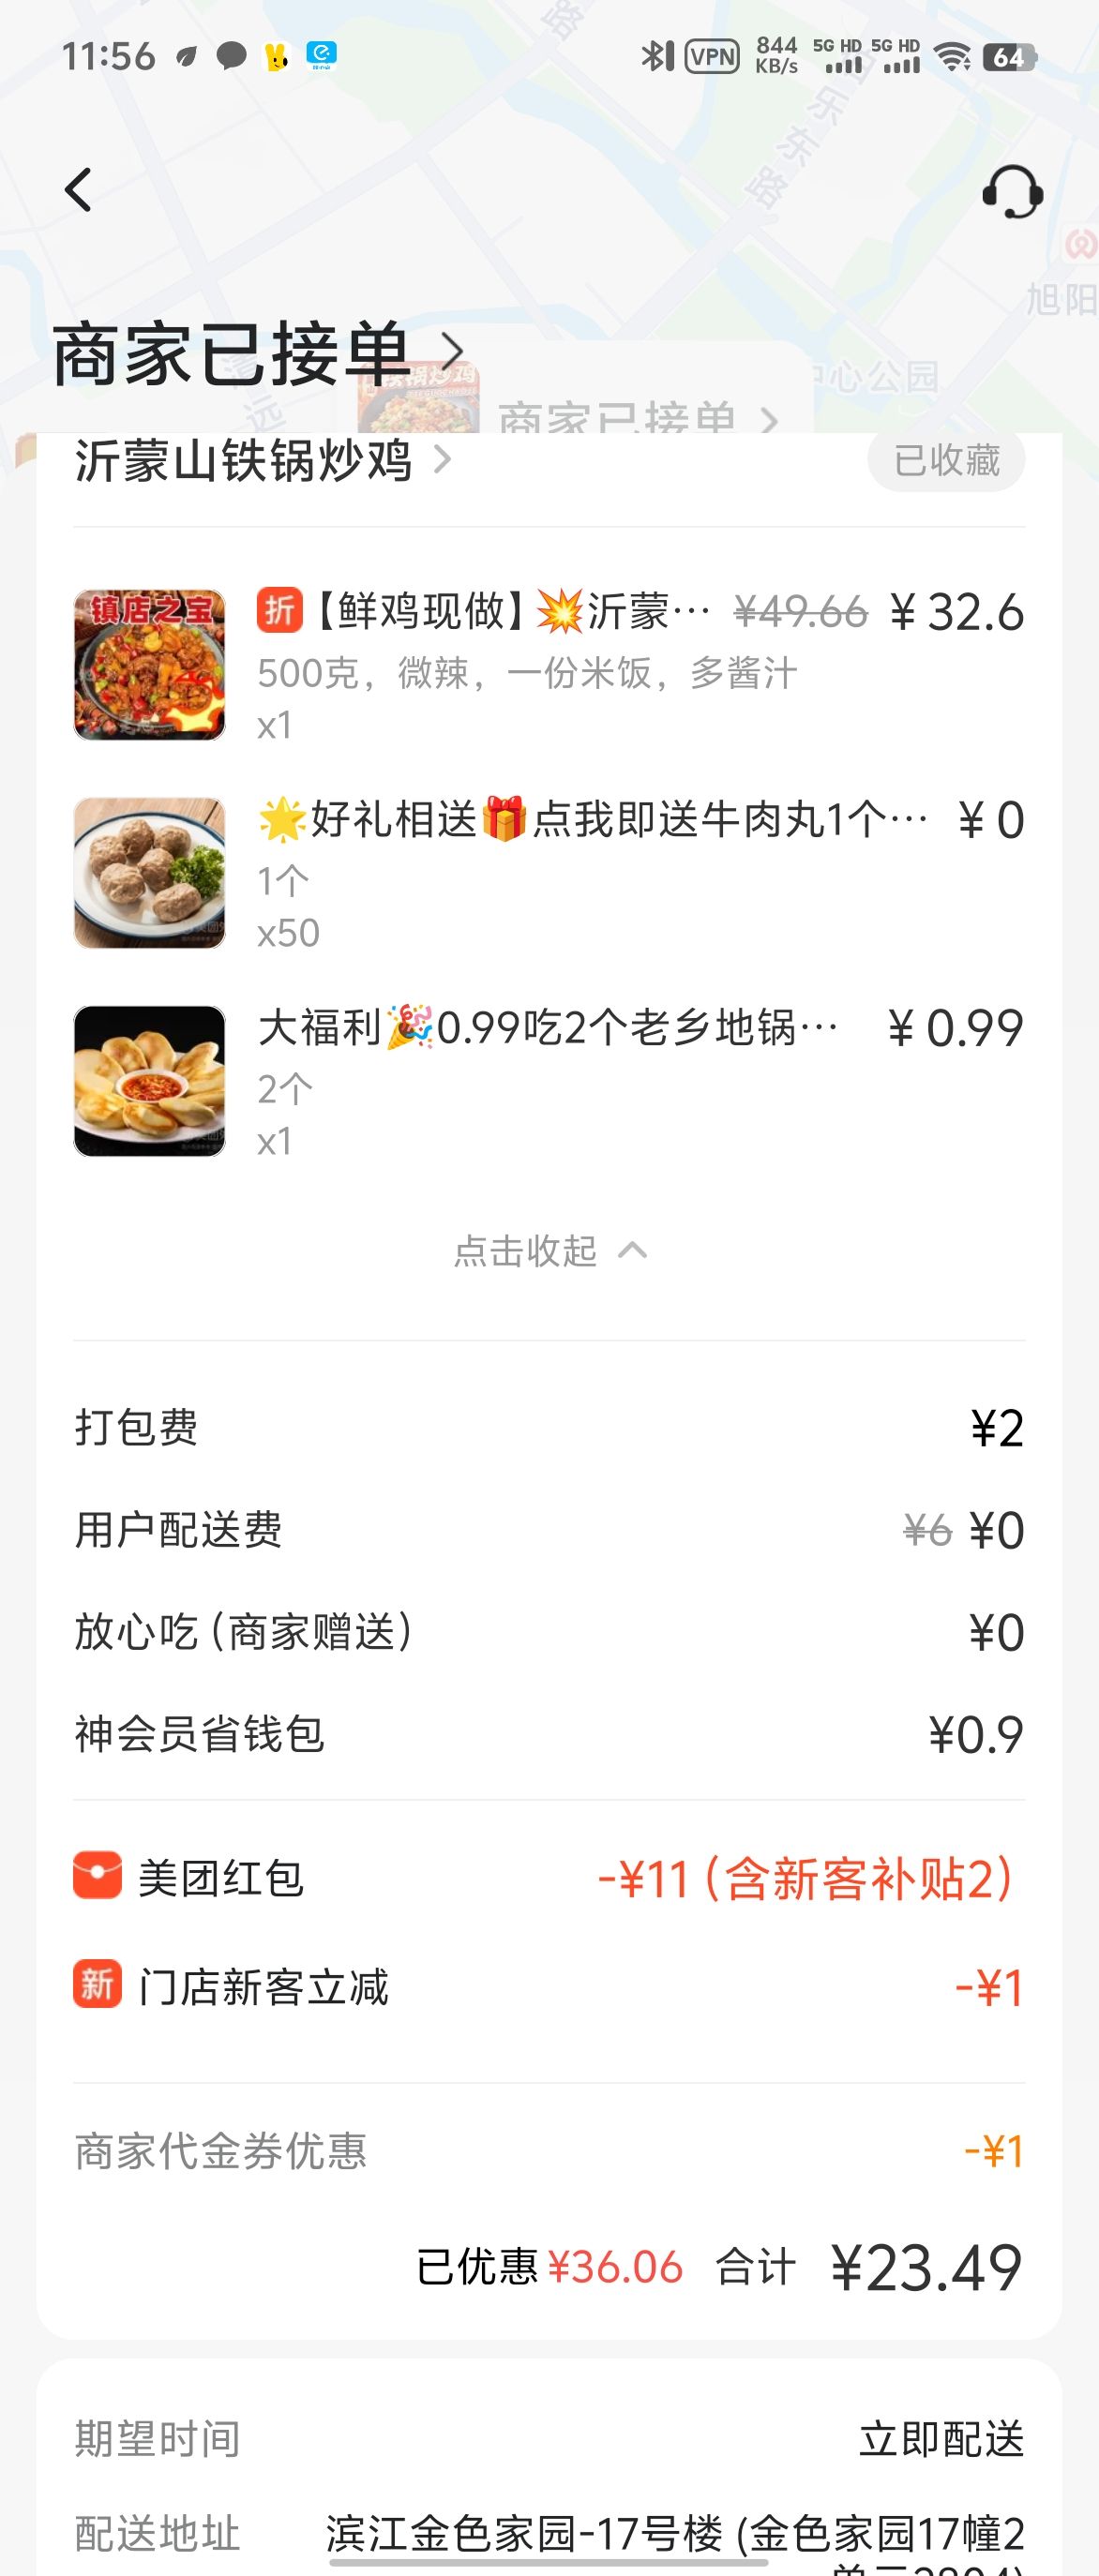 11:56
VPN 844 KB/s 5G HD 5G HD 64
路
乐东路
旭阳
商家已接单
中心公园
商家已接单
沂蒙山铁锅炒鸡
已收藏
镇店之宝
折【鲜鸡现做】💥沂蒙… ¥49.66 ¥32.6
500克，微辣，一份米饭，多酱汁
x1
🌟好礼相送🎁点我即送牛肉丸1个… ¥0
1个
x50
大福利🎉0.99吃2个老乡地锅… ¥0.99
2个
x1
点击收起
打包费 ¥2
用户配送费 ¥6 ¥0
放心吃（商家赠送） ¥0
神会员省钱包 ¥0.9
美团红包 -¥11（含新客补贴2）
新 门店新客立减 -¥1
商家代金券优惠 -¥1
已优惠 ¥36.06 合计 ¥23.49
期望时间 立即配送
配送地址 滨江金色家园-17号楼 (金色家园17幢2